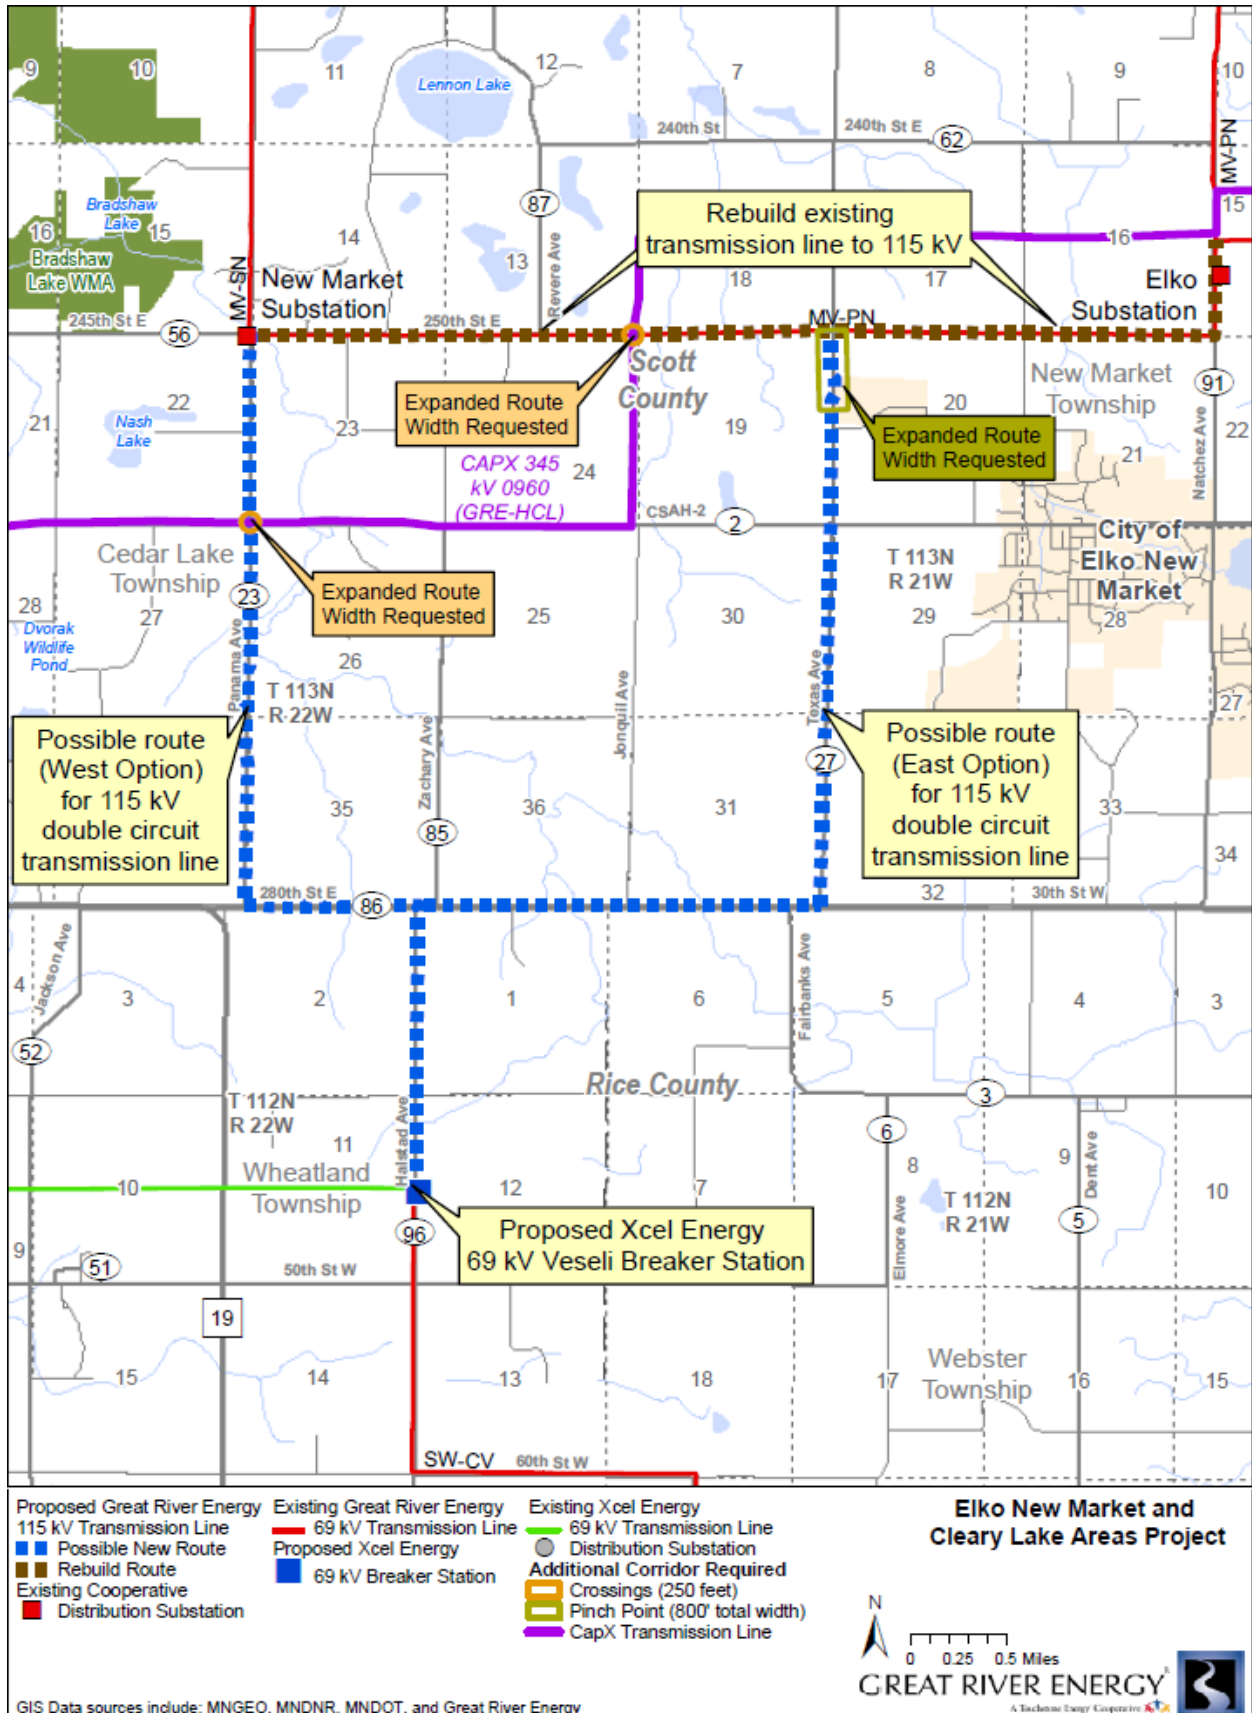 9
10
11
Lennon Lake
12
7
8
9
10
240th St
240th St E
62
MV-PN
87
Bradshaw
Lake
16
15
14
13
Revere Ave
Rebuild existing
transmission line to 115 kV
16
15
Bradshaw
Lake WMA
MV-SN
New Market
Substation
18
17
Elko
Substation
245th St E
56
250th St E
MV-PN
Scott
County
New Market
Township
91
Expanded Route
Width Requested
21
22
Nash
Lake
23
19
20
Expanded Route
Width Requested
21
Natchez Ave
22
CAPX 345
kV 0960
(GRE-HCL)
24
CSAH-2
2
Cedar Lake
Township
City of
Elko New
Market
T 113N
R 21W
Expanded Route
Width Requested
23
28
27
Dvorak
Wildlife
Pond
25
30
29
28
26
Panama Ave
T 113N
R 22W
Jonquil Ave
Texas Ave
27
Possible route
(West Option)
for 115 kV
double circuit
transmission line
Zachary Ave
Possible route
(East Option)
for 115 kV
double circuit
transmission line
27
35
36
31
33
85
34
280th St E
86
32
30th St W
Jackson Ave
4
3
2
1
6
Fairbanks Ave
5
4
3
52
Rice County
T 112N
R 22W
3
11
Halstad Ave
6
8
9
Dent Ave
Wheatland
Township
10
12
7
T 112N
R 21W
10
Elmore Ave
5
9
96
Proposed Xcel Energy
69 kV Veseli Breaker Station
51
50th St W
19
Webster
Township
15
14
13
18
17
16
15
SW-CV
60th St W
Proposed Great River Energy
115 kV Transmission Line
Possible New Route
Rebuild Route
Existing Cooperative
Distribution Substation
Existing Great River Energy
69 kV Transmission Line
Proposed Xcel Energy
69 kV Breaker Station
Existing Xcel Energy
69 kV Transmission Line
Distribution Substation
Additional Corridor Required
Crossings (250 feet)
Pinch Point (800' total width)
CapX Transmission Line
Elko New Market and
Cleary Lake Areas Project
N
0 0.25 0.5 Miles
GREAT RIVER ENERGY
A Touchstone Energy Cooperative
GIS Data sources include: MNGEO, MNDNR, MNDOT, and Great River Energy